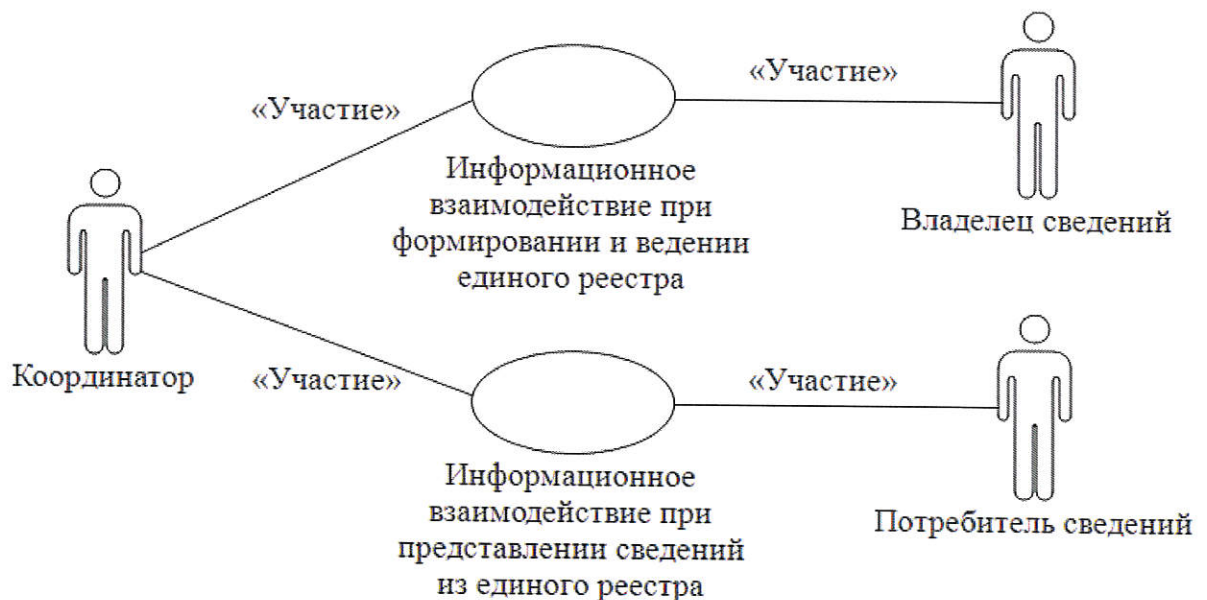 «Участие»
«Участие»
Информационное
взаимодействие при
формировании и ведении
единого реестра
Владелец сведений
Координатор
«Участие»
«Участие»
Информационное
взаимодействие при
представлении сведений
из единого реестра
Потребитель сведений